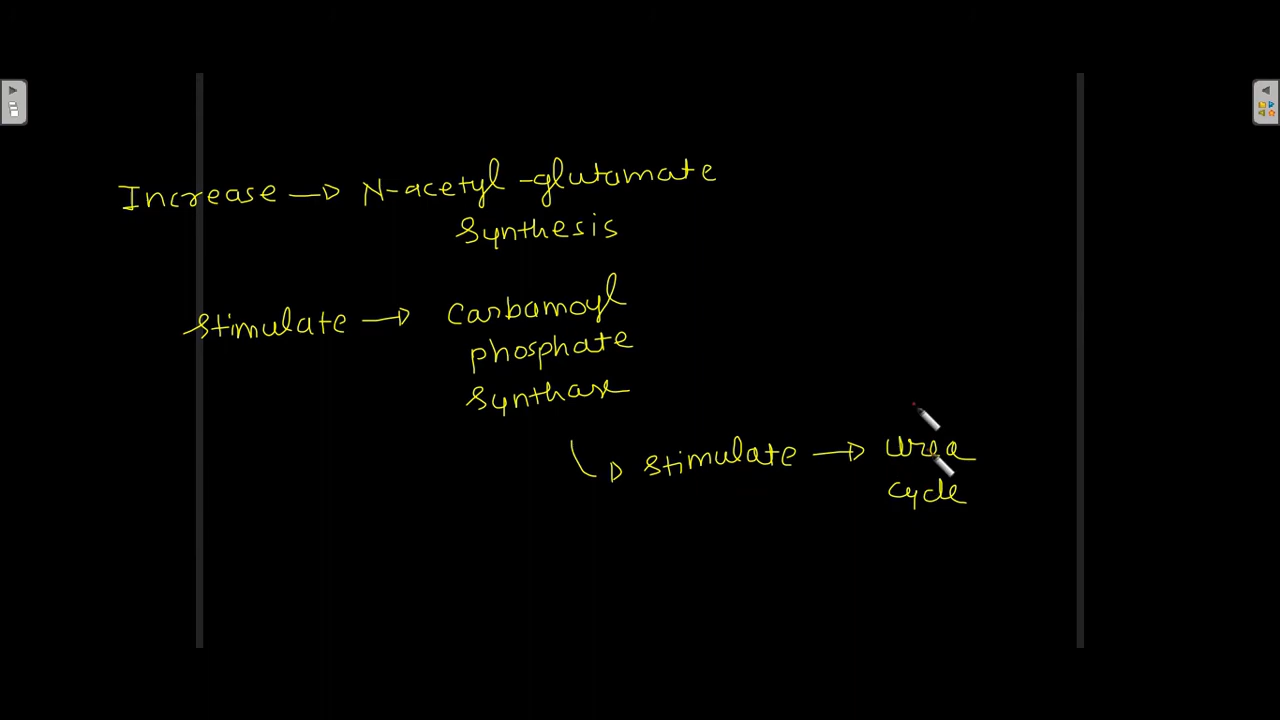 Increase → N-acetyl-glutamate
synthesis
stimulate → carbamoyl
phosphate
synthase
↳ stimulate → urea
cycle